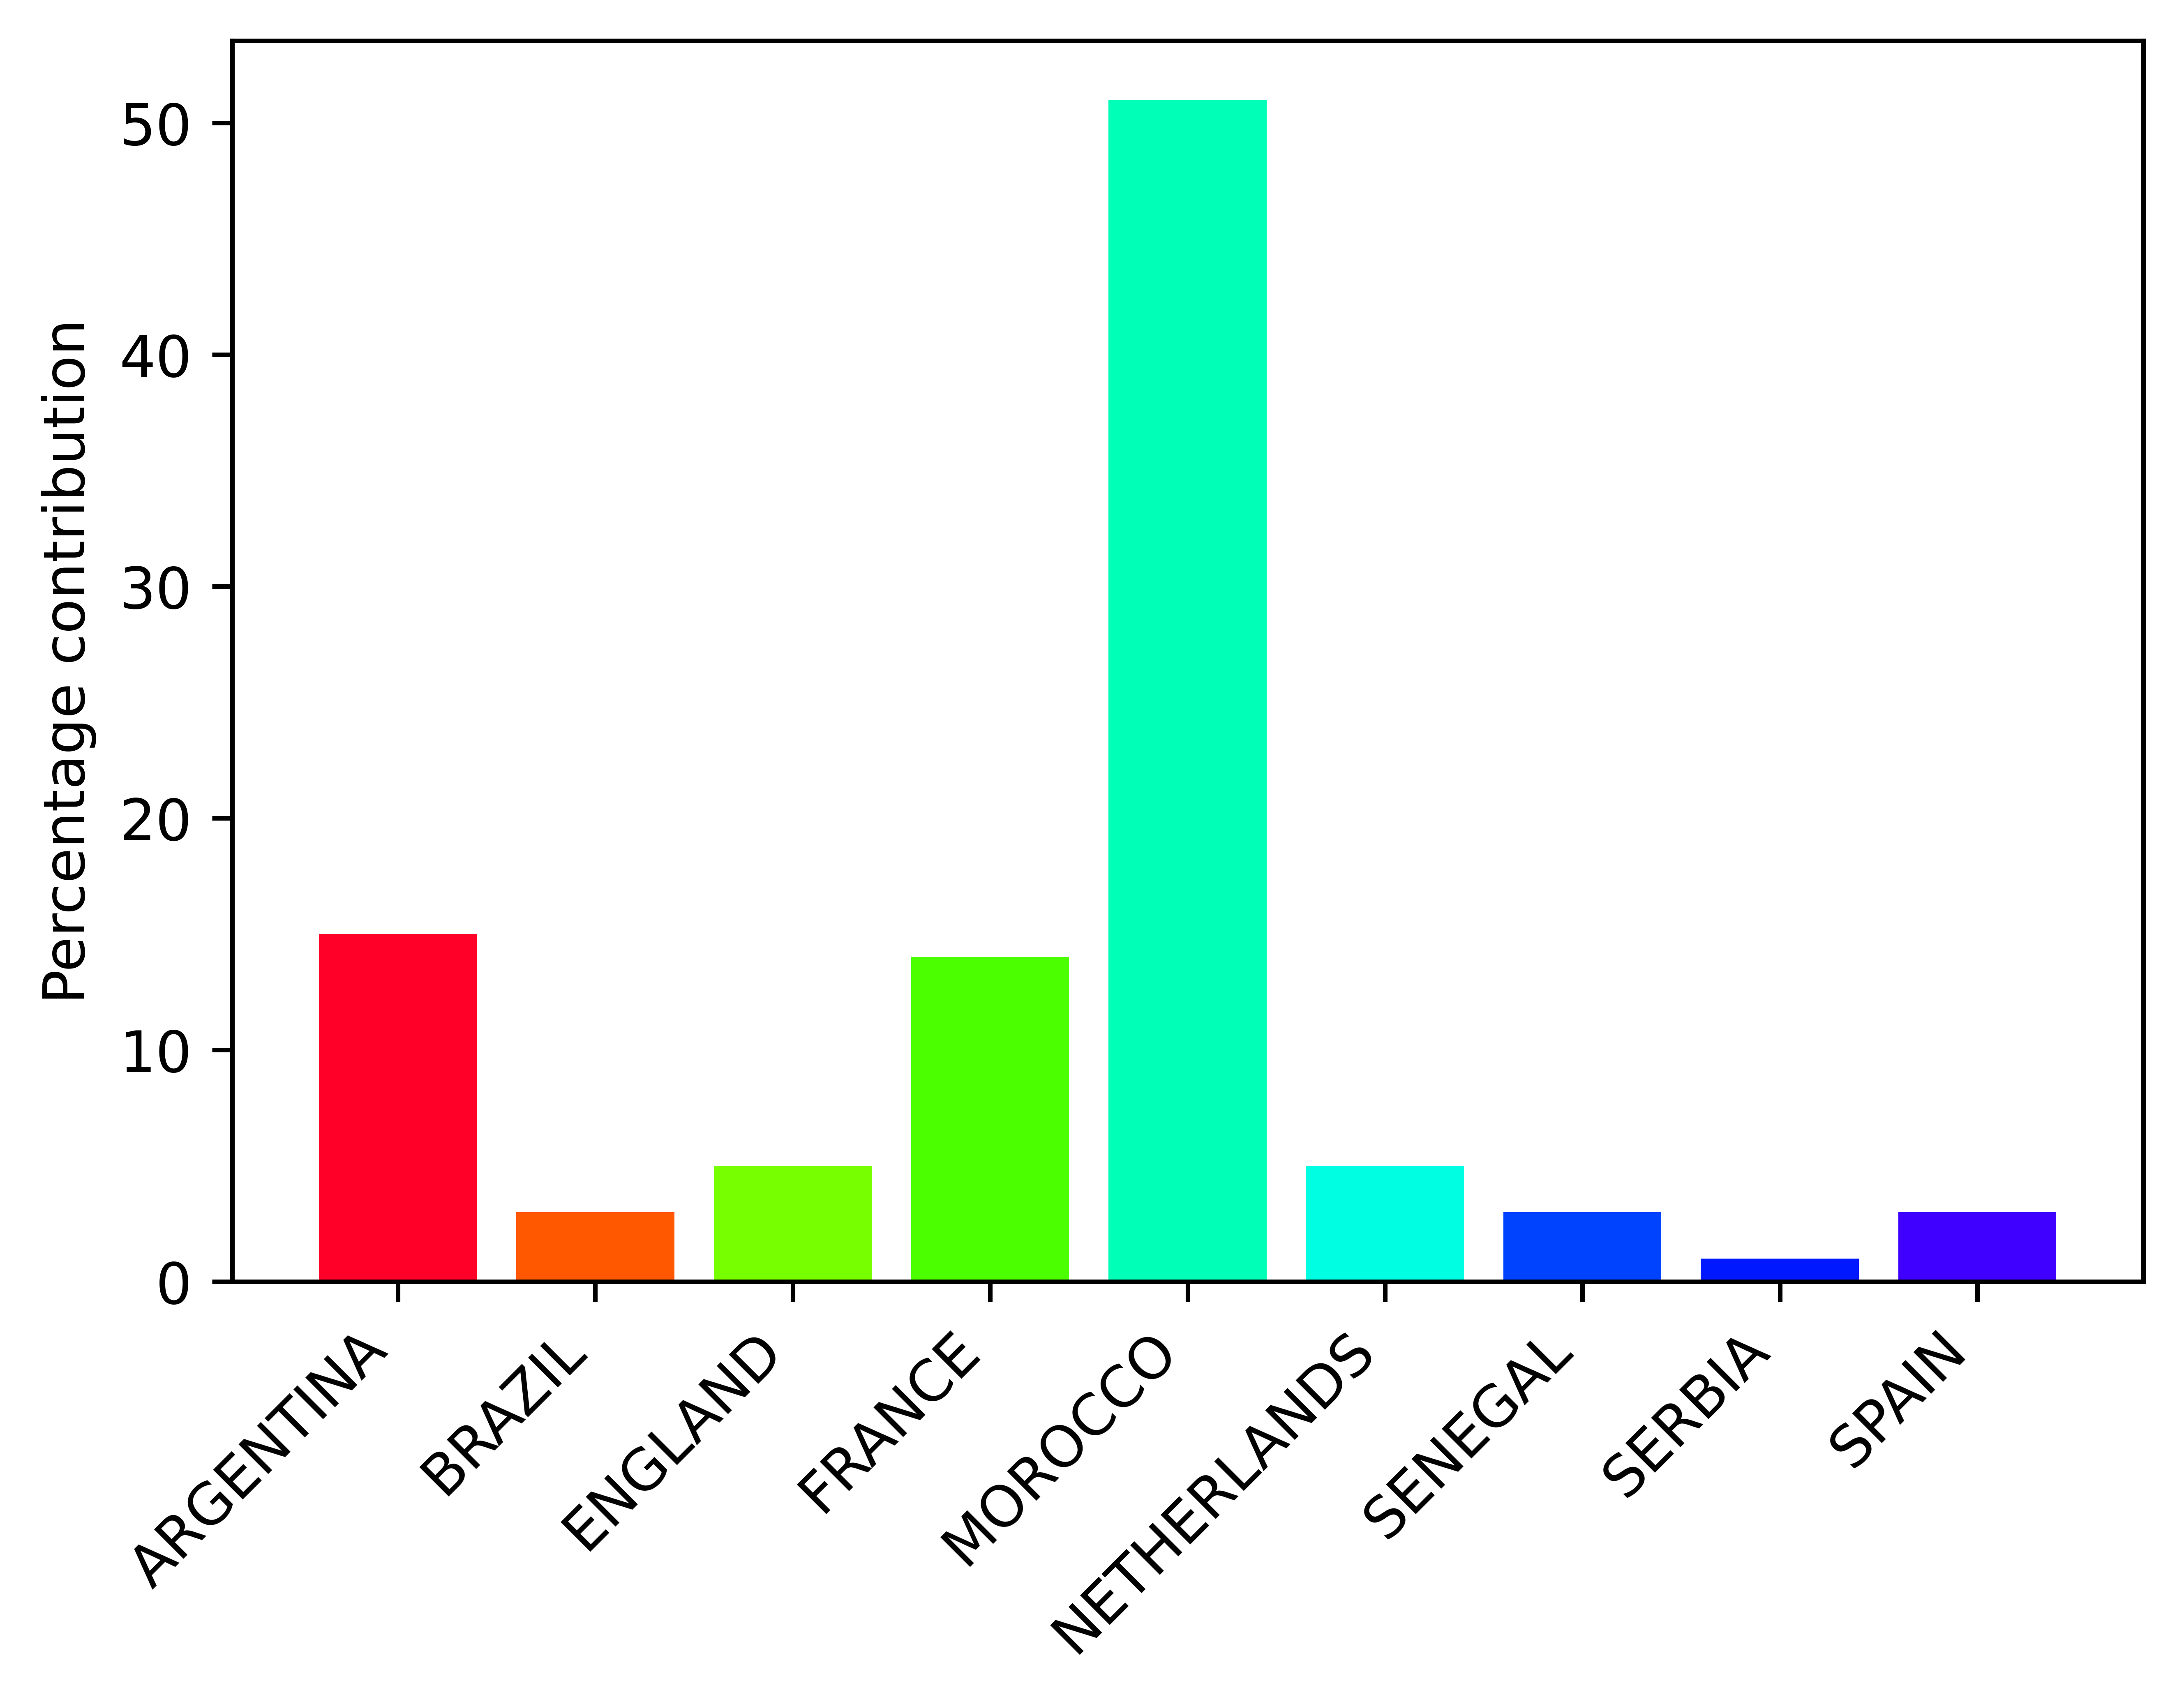 Percentage contribution
50
40
30
20
10
0
ARGENTINA
BRAZIL
ENGLAND
FRANCE
MOROCCO
NETHERLANDS
SENEGAL
SERBIA
SPAIN